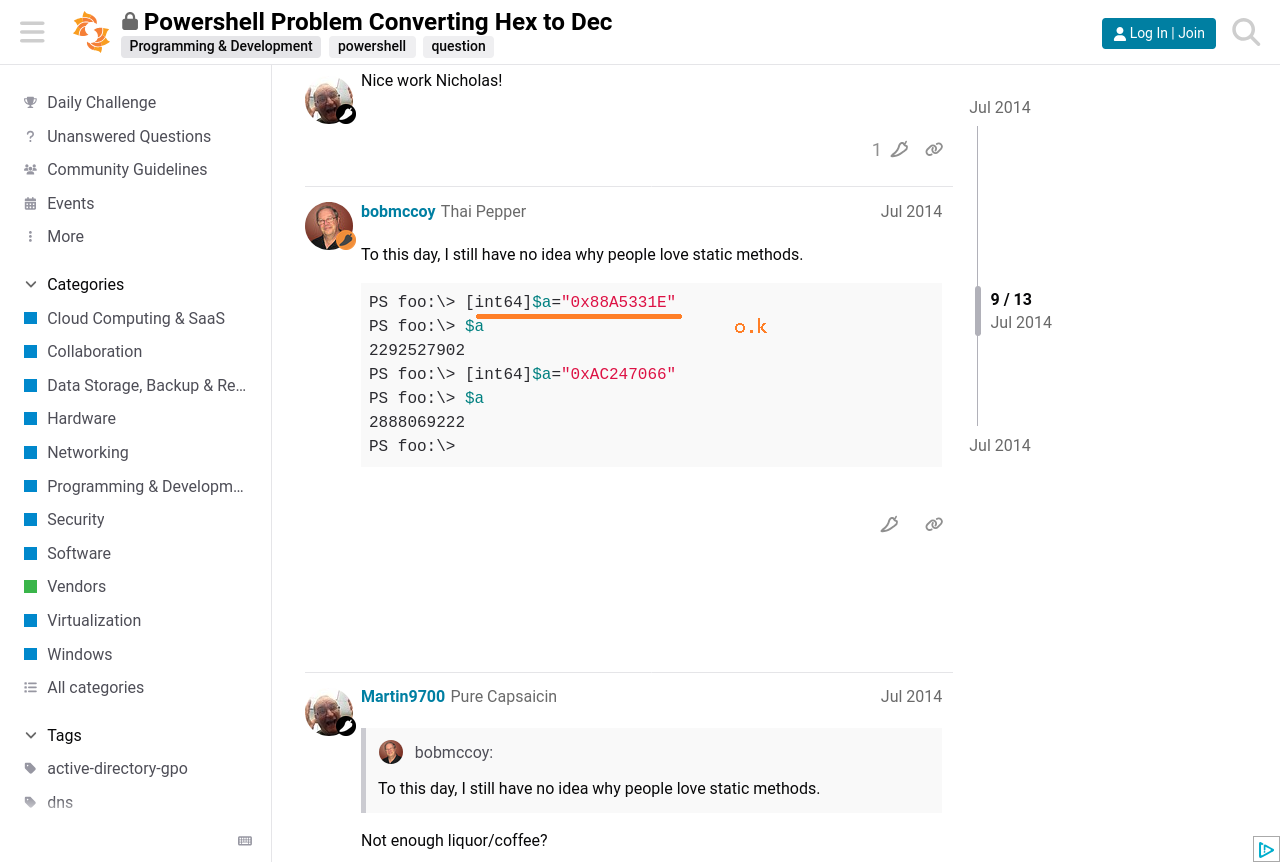 Powershell Problem Converting Hex to Dec
Programming & Development powershell question
Log In | Join
Daily Challenge
Unanswered Questions
Community Guidelines
Events
More
Categories
Cloud Computing & SaaS
Collaboration
Data Storage, Backup & Re…
Hardware
Networking
Programming & Developm…
Security
Software
Vendors
Virtualization
Windows
All categories
Tags
active-directory-gpo
dns
Nice work Nicholas!
1
bobmccoy Thai Pepper Jul 2014
To this day, I still have no idea why people love static methods.
PS foo:\> [int64]$a="0x88A5331E"
PS foo:\> $a
o.k
2292527902
PS foo:\> [int64]$a="0xAC247066"
PS foo:\> $a
2888069222
PS foo:\>
Martin9700 Pure Capsaicin Jul 2014
bobmccoy:
To this day, I still have no idea why people love static methods.
Not enough liquor/coffee?
Jul 2014
9 / 13
Jul 2014
Jul 2014